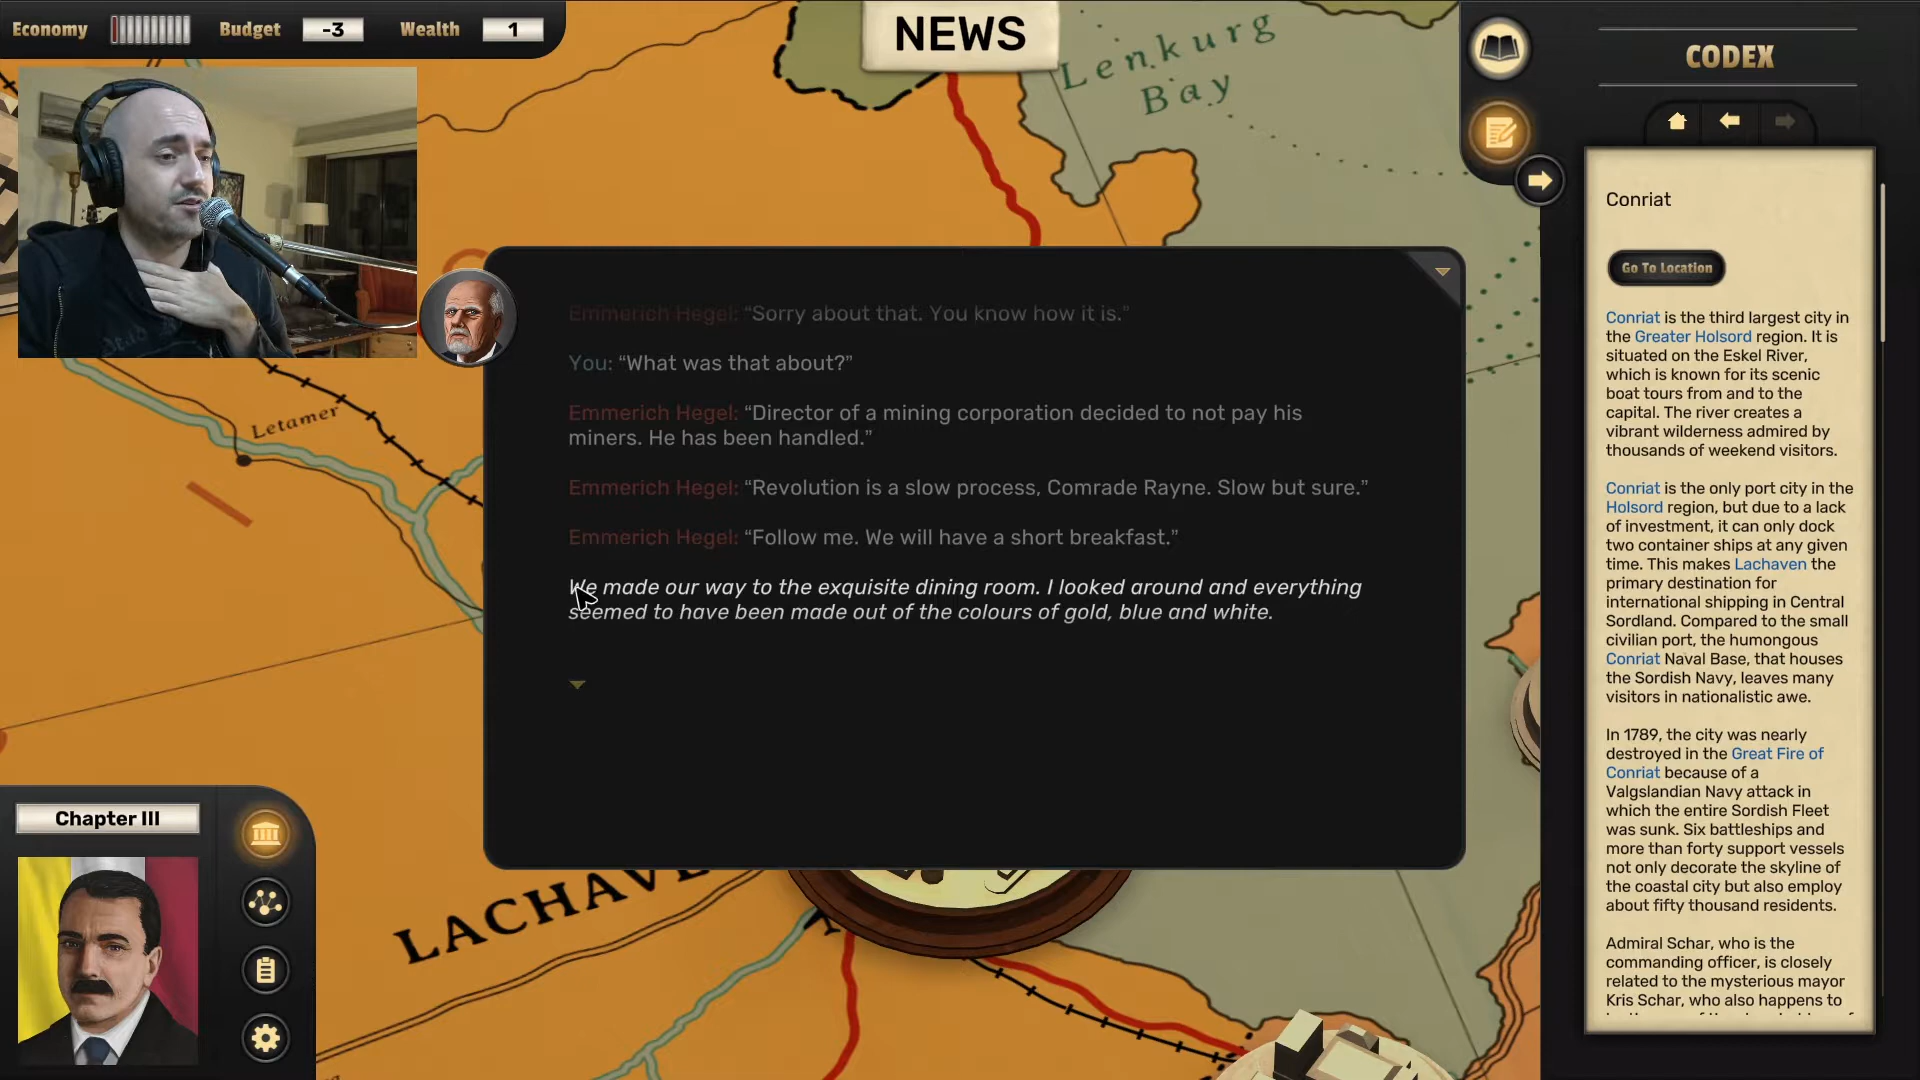 Economy Budget -3 Wealth 1
NEWS
Lenkurg
Bay
Letamer
Emmerich Hegel: “Sorry about that. You know how it is.”
You: “What was that about?”
Emmerich Hegel: “Director of a mining corporation decided to not pay his
miners. He has been handled.”
Emmerich Hegel: “Revolution is a slow process, Comrade Rayne. Slow but sure.”
Emmerich Hegel: “Follow me. We will have a short breakfast.”
We made our way to the exquisite dining room. I looked around and everything
seemed to have been made out of the colours of gold, blue and white.
LACHAVE
Chapter III
CODEX
Conriat
Go To Location
Conriat is the third largest city in
the Greater Holsord region. It is
situated on the Eskel River,
which is known for its scenic
boat tours from and to the
capital. The river creates a
vibrant wilderness admired by
thousands of weekend visitors.
Conriat is the only port city in the
Holsord region, but due to a lack
of investment, it can only dock
two container ships at any given
time. This makes Lachaven the
primary destination for
international shipping in Central
Sordland. Compared to the small
civilian port, the humongous
Conriat Naval Base, that houses
the Sordish Navy, leaves many
visitors in nationalistic awe.
In 1789, the city was nearly
destroyed in the Great Fire of
Conriat because of a
Valgslandian Navy attack in
which the entire Sordish Fleet
was sunk. Six battleships and
more than forty support vessels
not only decorate the skyline of
the coastal city but also employ
about fifty thousand residents.
Admiral Schar, who is the
commanding officer, is closely
related to the mysterious mayor
Kris Schar, who also happens to